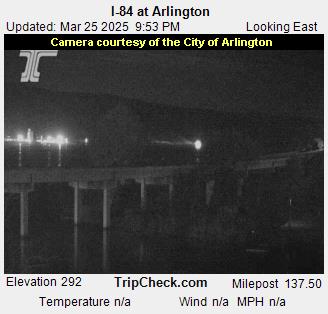 I-84 at Arlington
Updated: Mar 25 2025 9:53 PM Looking East
Camera courtesy of the City of Arlington
Elevation 292 TripCheck.com Milepost 137.50
Temperature n/a Wind n/a MPH n/a